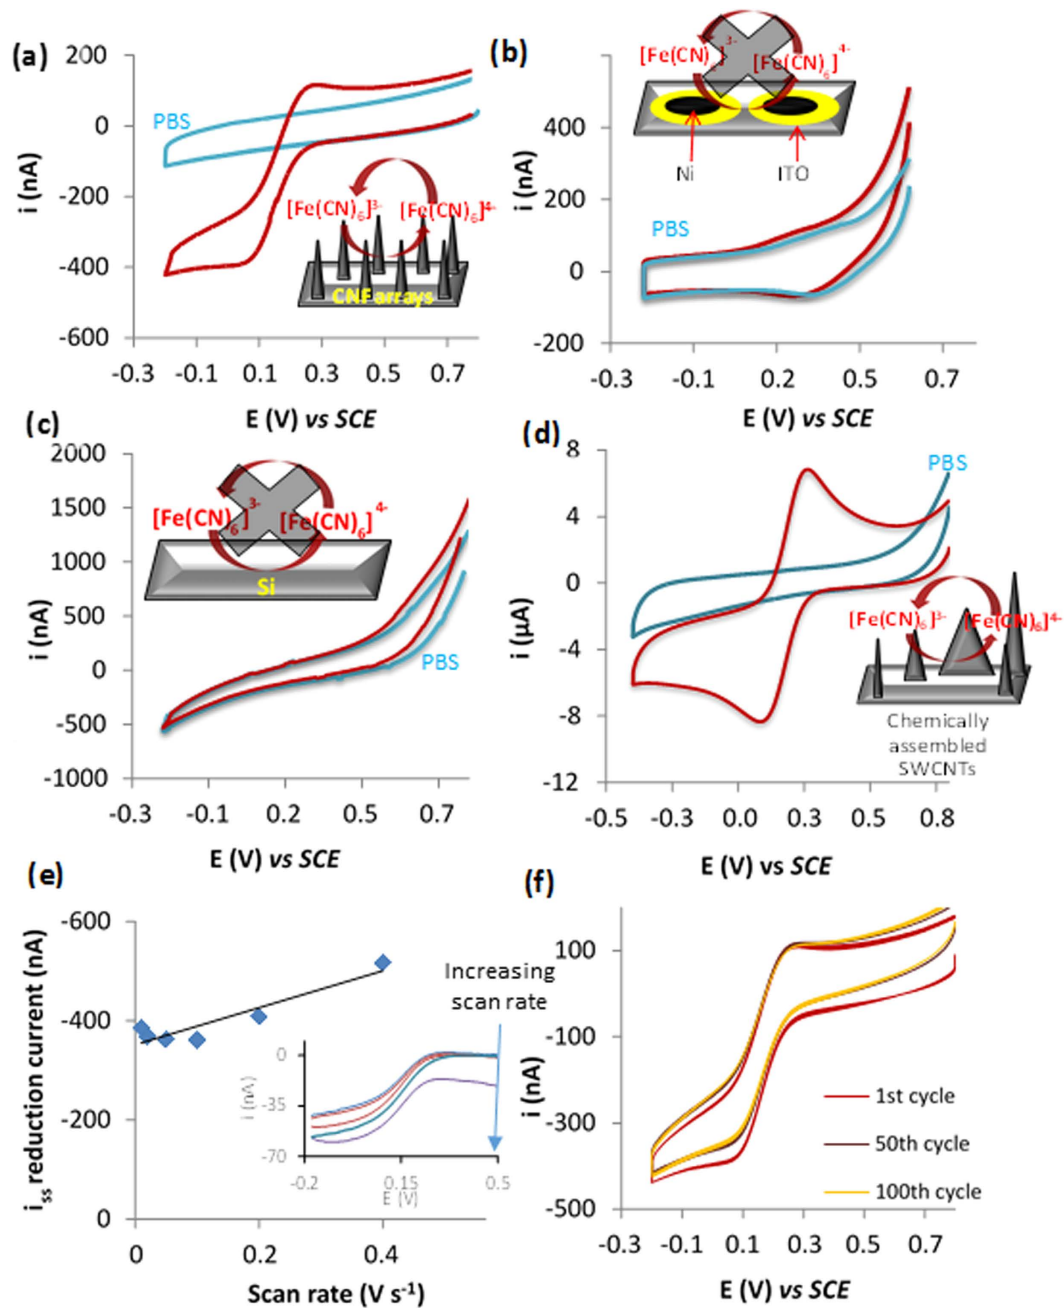 (a)
200
0
-200
-400
-600
i (nA)
PBS
[Fe(CN)6]3-
[Fe(CN)6]4-
CNF arrays
-0.3 -0.1 0.1 0.3 0.5 0.7
E (V) vs SCE
(b)
400
200
0
-200
i (nA)
[Fe(CN)6]3-
[Fe(CN)6]4-
Ni
ITO
PBS
-0.3 0.0 0.2 0.5 0.7
(c)
2000
1500
1000
500
0
-500
-1000
i (nA)
[Fe(CN)6]3-
[Fe(CN)6]4-
Si
PBS
-0.3 -0.1 0.2 0.4 0.7
E (V) vs SCE
(d)
8
4
0
-4
-8
-12
i (µA)
PBS
[Fe(CN)6]3-
[Fe(CN)6]4-
Chemically
assembled
SWCNTs
-0.5 -0.3 0.0 0.3 0.5 0.8
E (V) vs SCE
(e)
-600
-400
-200
0
iss reduction current (nA)
Increasing
scan rate
0
-35
-70
i (nA)
-0.2 0.15 0.5
E (V)
0 0.2 0.4
Scan rate (V s-1)
(f)
100
-100
-300
-500
i (nA)
1st cycle
50th cycle
100th cycle
-0.3 -0.1 0.1 0.3 0.5 0.7
E (V) vs SCE